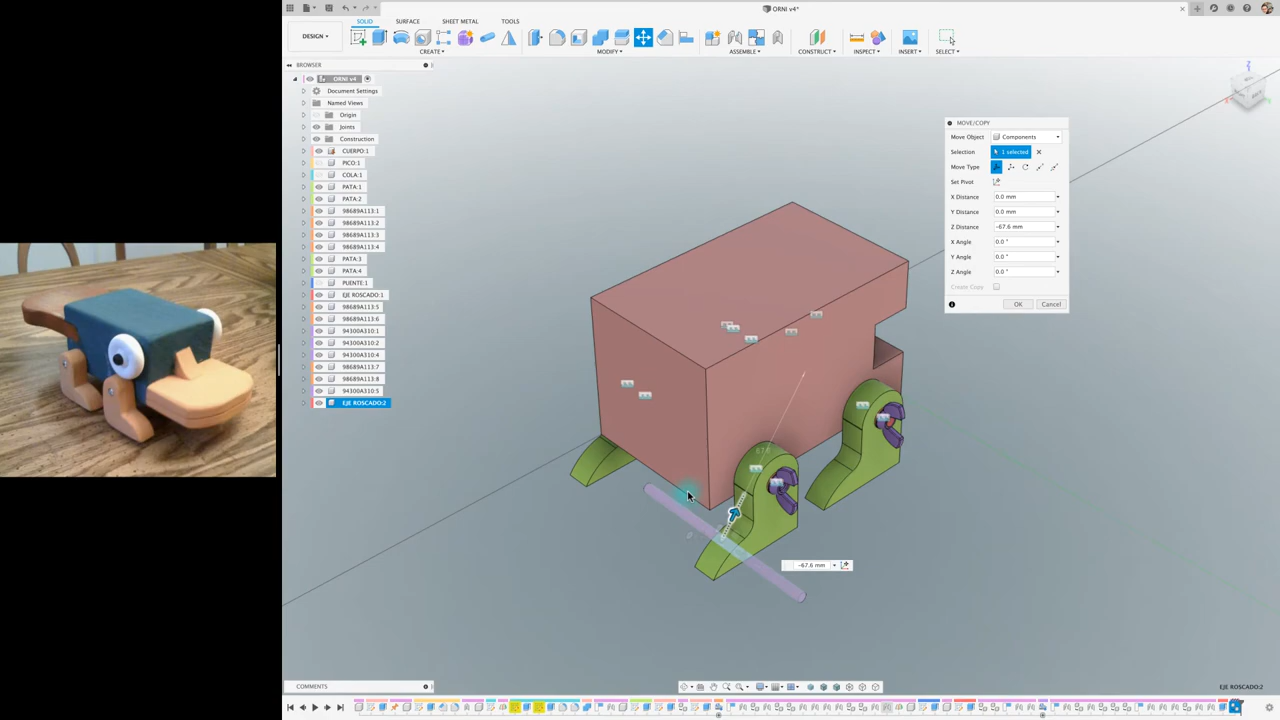 ORNI v4*
SOLID SURFACE SHEET METAL TOOLS
DESIGN
CREATE MODIFY ASSEMBLE CONSTRUCT INSPECT INSERT SELECT
BROWSER
ORNI v4
Document Settings
Named Views
Origin
Joints
Construction
CUERPO:1
PICO:1
COLA:1
PATA:1
PATA:2
98689A113:1
98689A113:2
98689A113:3
98689A113:4
PATA:3
PATA:4
PUENTE:1
EJE ROSCADO:1
98689A113:5
98689A113:6
94300A310:1
94300A310:2
94300A310:4
98689A113:7
98689A113:8
94300A310:5
EJE ROSCADO:2
MOVE/COPY
Move Object Components
Selection 1 selected
Move Type
Set Pivot
X Distance 0.0 mm
Y Distance 0.0 mm
Z Distance -67.6 mm
X Angle 0.0 °
Y Angle 0.0 °
Z Angle 0.0 °
Create Copy
OK Cancel
-67.6 mm
COMMENTS
EJE ROSCADO:2